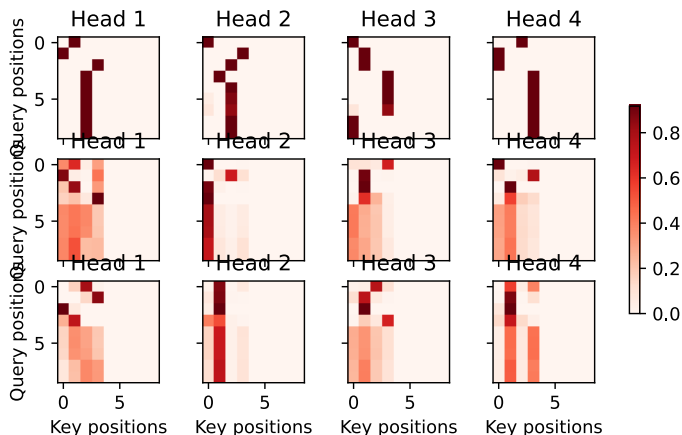 Head 1 Head 2 Head 3 Head 4
0
5
Query positions
0.8
0.6
0.4
0.2
0.0
Head 1 Head 2 Head 3 Head 4
0
5
Query positions
Head 1 Head 2 Head 3 Head 4
0
5
Query positions
0 5 0 5 0 5 0 5
Key positions Key positions Key positions Key positions